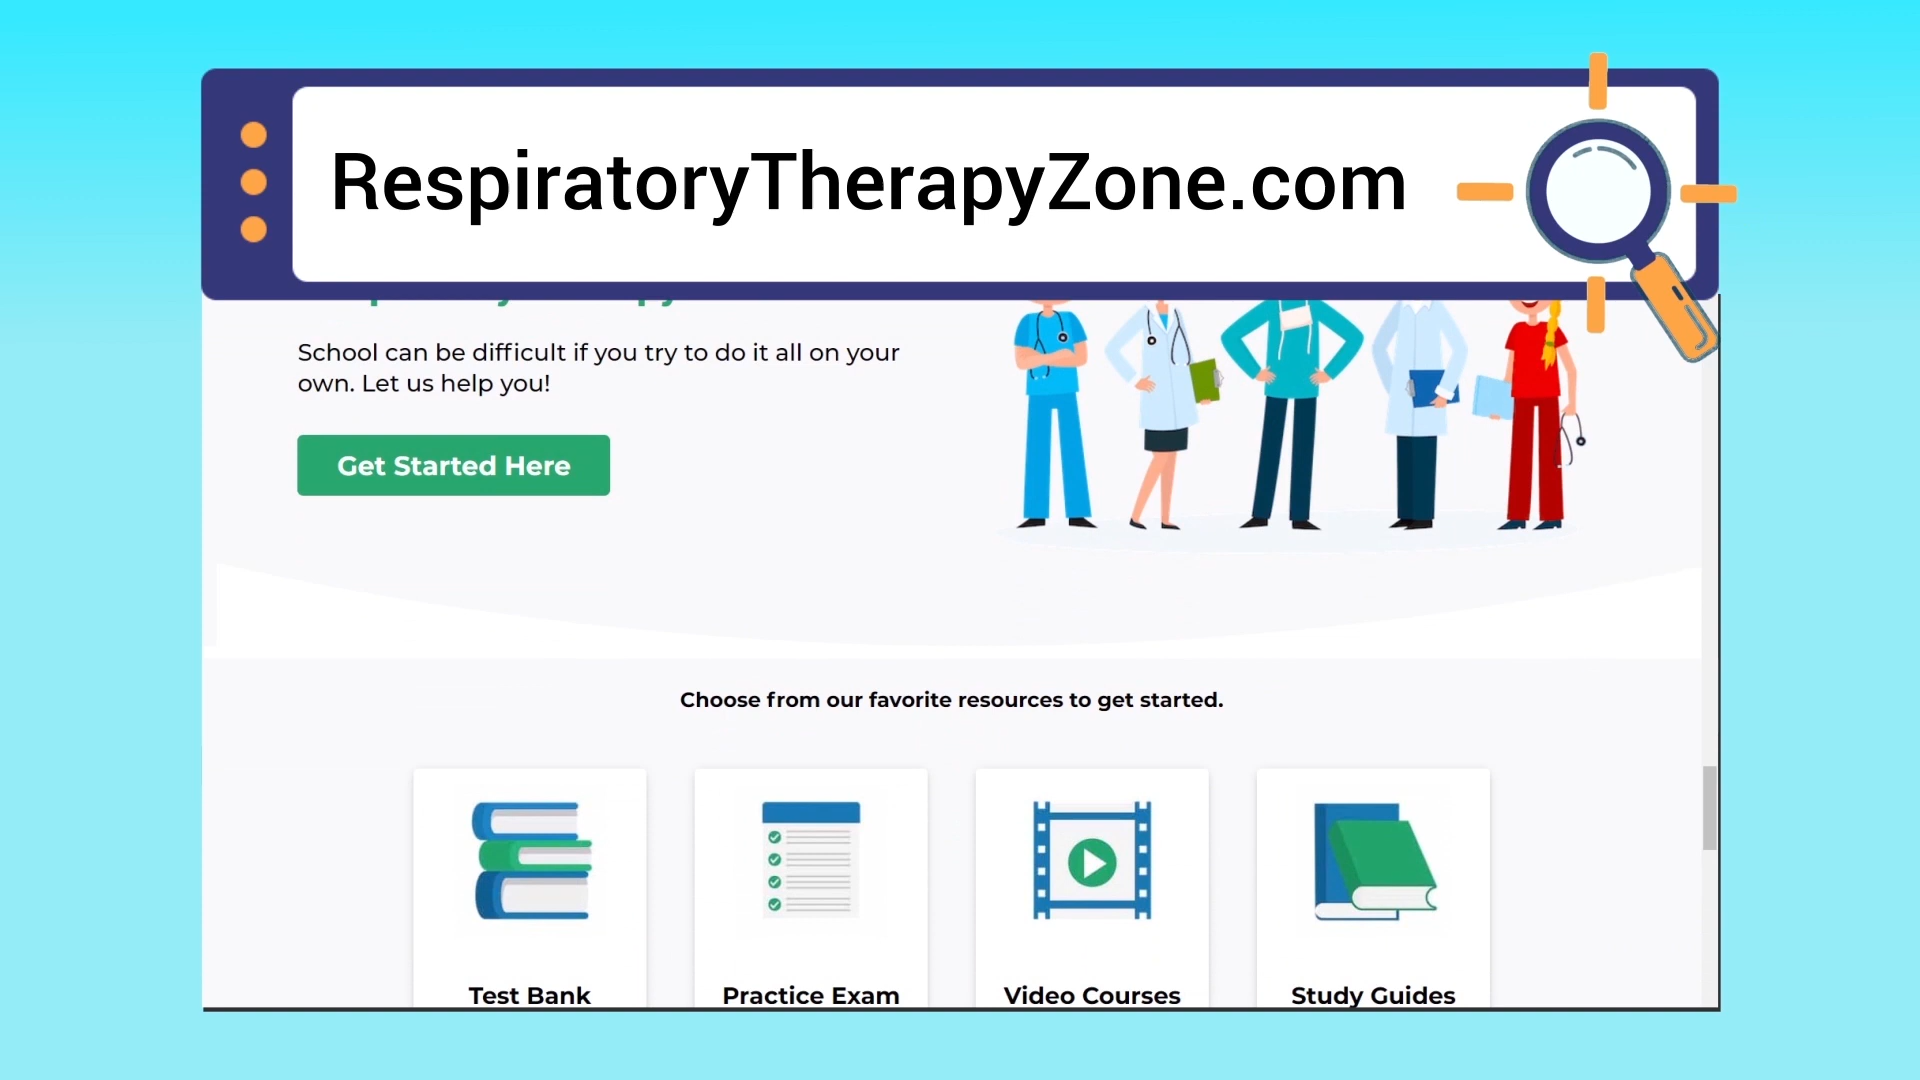 RespiratoryTherapyZone.com
School can be difficult if you try to do it all on your
own. Let us help you!
Get Started Here
Choose from our favorite resources to get started.
Test Bank
Practice Exam
Video Courses
Study Guides